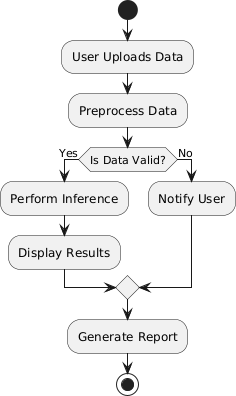 User Uploads Data
Preprocess Data
Yes
Is Data Valid?
No
Perform Inference
Notify User
Display Results
Generate Report